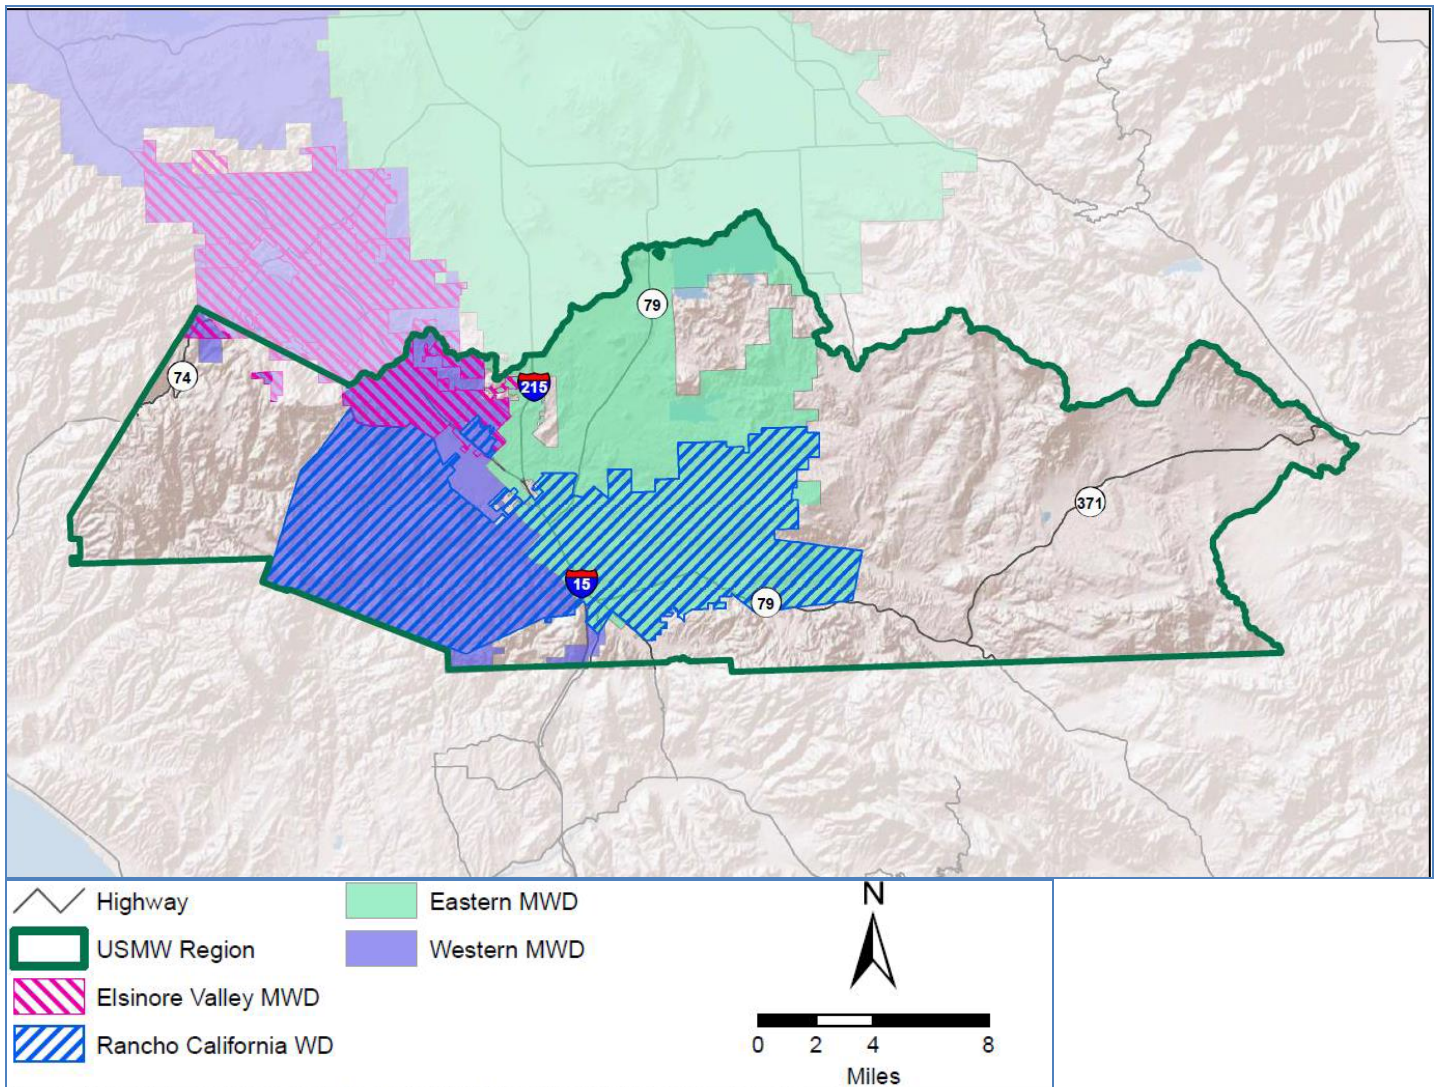 79
74
215
371
15
79
Highway
Eastern MWD
N
USMW Region
Western MWD
Elsinore Valley MWD
Rancho California WD
0 2 4 8
Miles